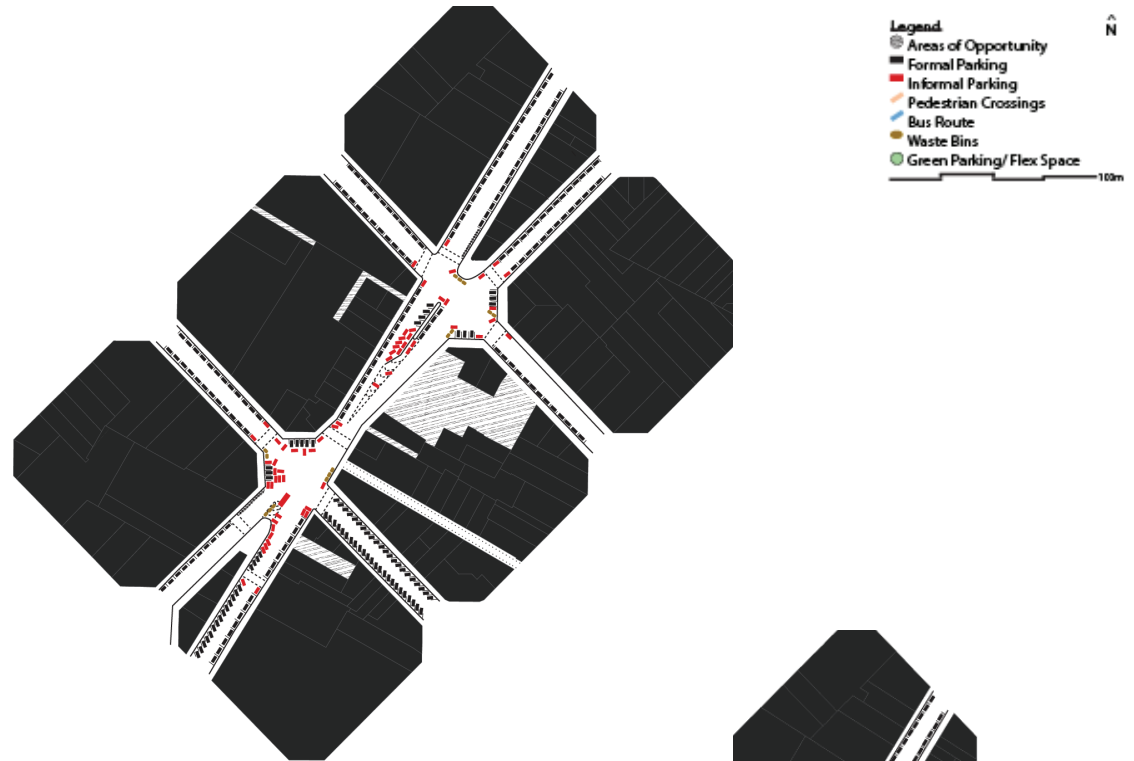 Legend
N
Areas of Opportunity
Formal Parking
Informal Parking
Pedestrian Crossings
Bus Route
Waste Bins
Green Parking/ Flex Space
100m